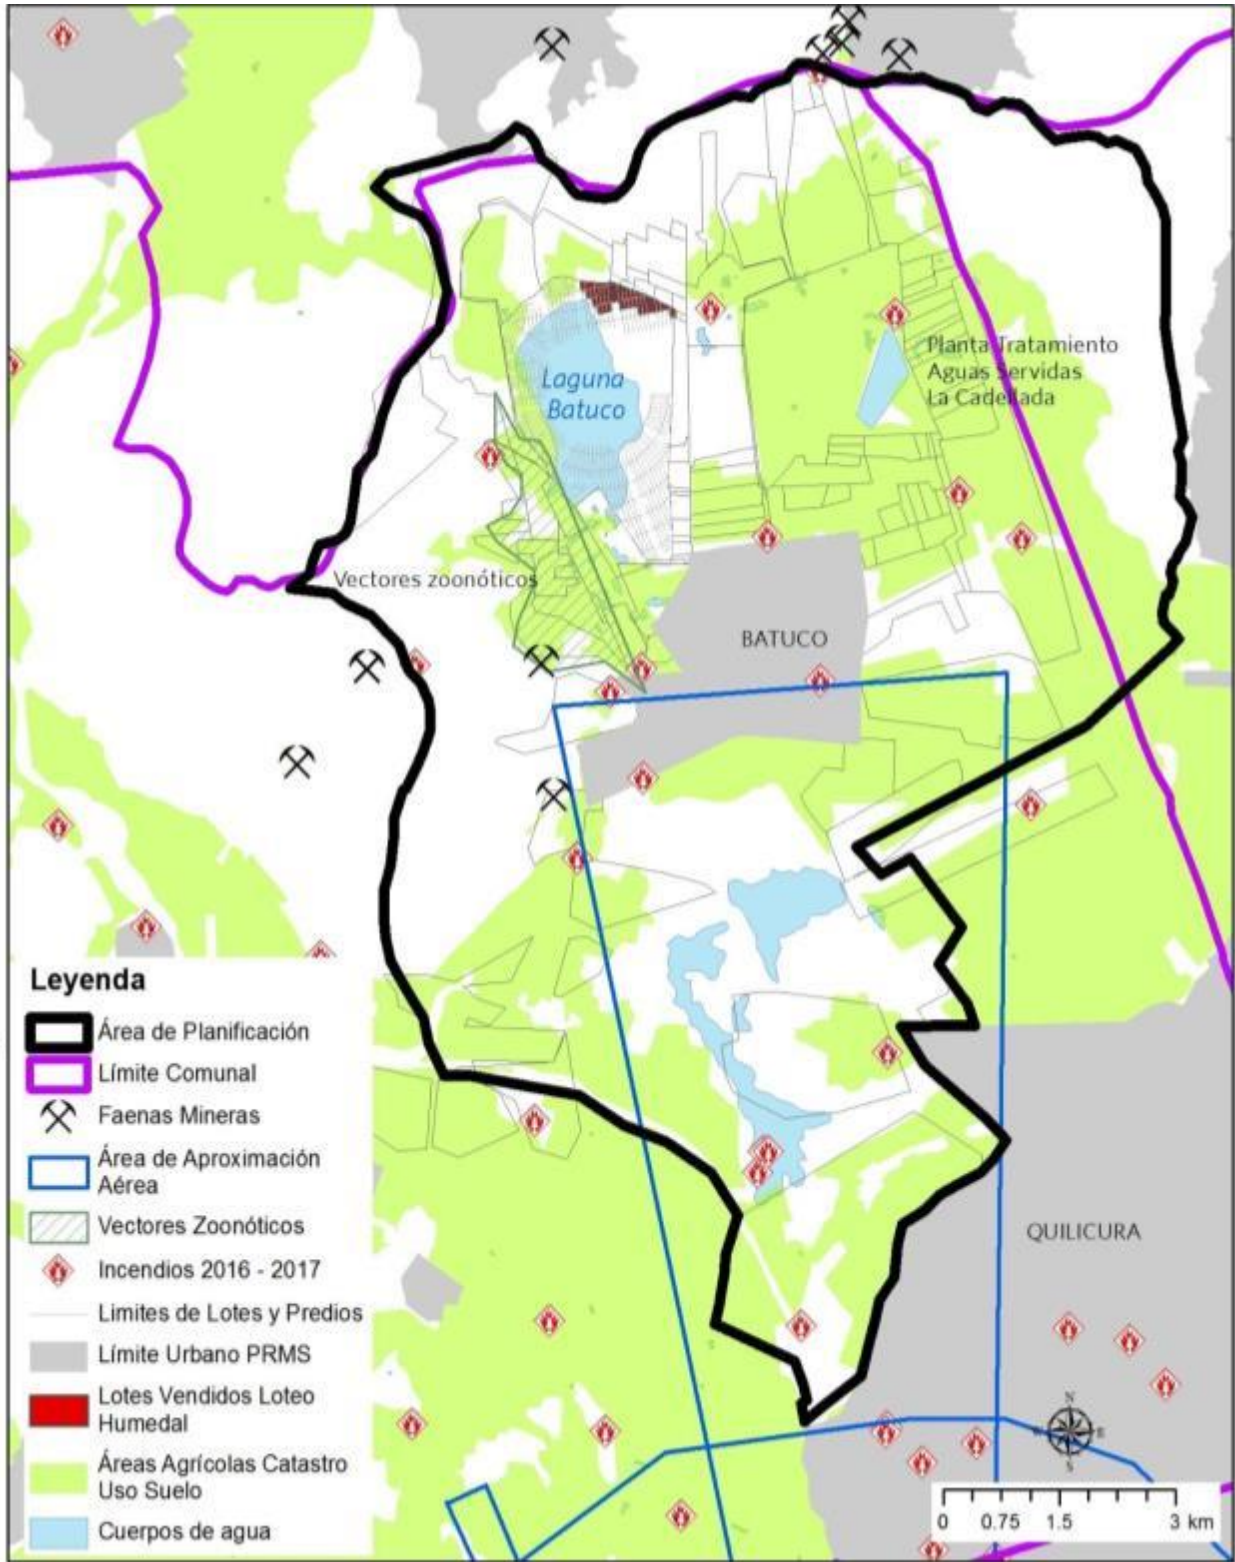 Laguna
Batuco
Planta Tratamiento
Aguas Servidas
La Cadellada
Vectores zoonóticos
BATUCO
QUILICURA
Leyenda
Área de Planificación
Límite Comunal
Faenas Mineras
Área de Aproximación
Aérea
Vectores Zoonóticos
Incendios 2016 - 2017
Limites de Lotes y Predios
Límite Urbano PRMS
Lotes Vendidos Loteo
Humedal
Áreas Agrícolas Catastro
Uso Suelo
Cuerpos de agua
N
E
S
0 0.75 1.5 3 km